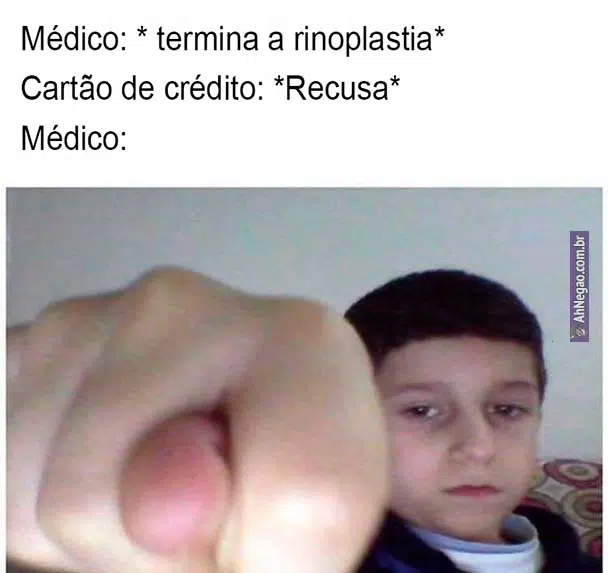 Médico: * termina a rinoplastia*
Cartão de crédito: *Recusa*
Médico:
AhNegao.com.br